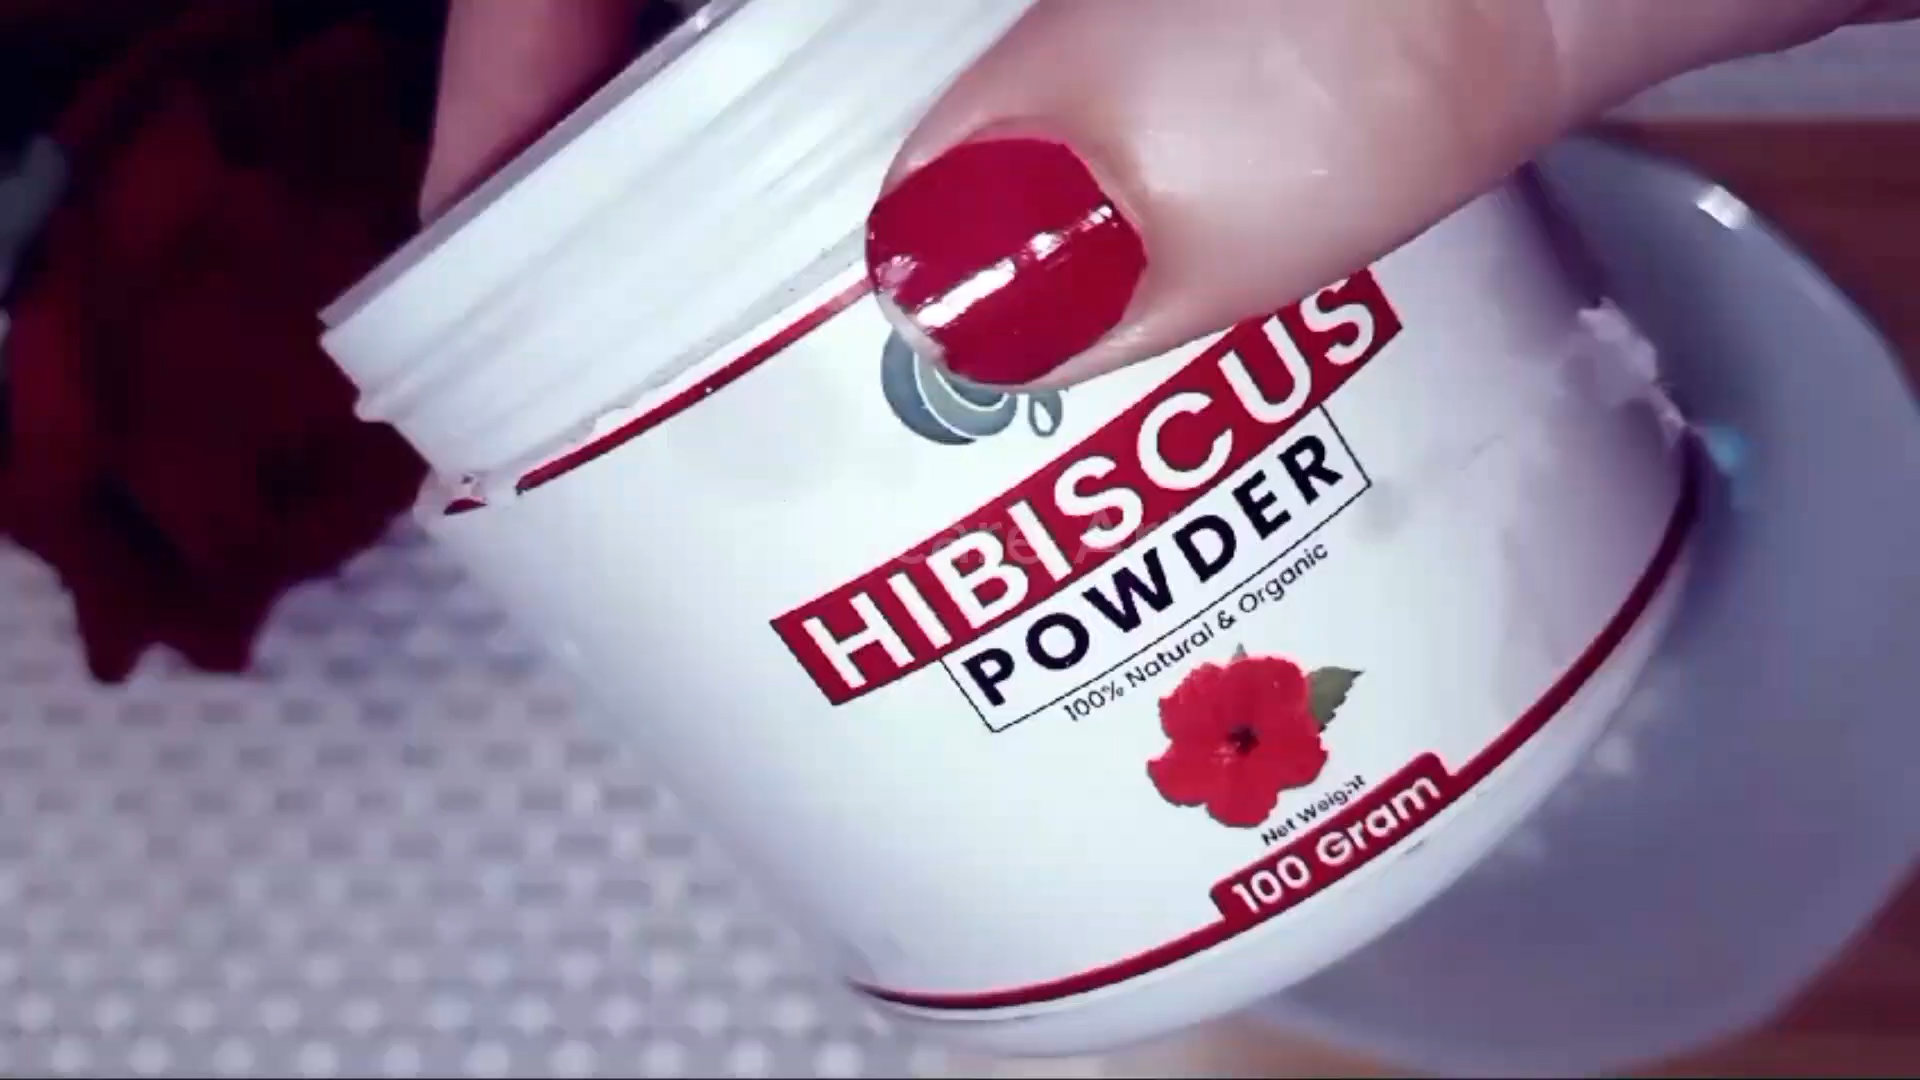 HIBISCUS
POWDER
100% Natural & Organic
Net Weight
100 Gram